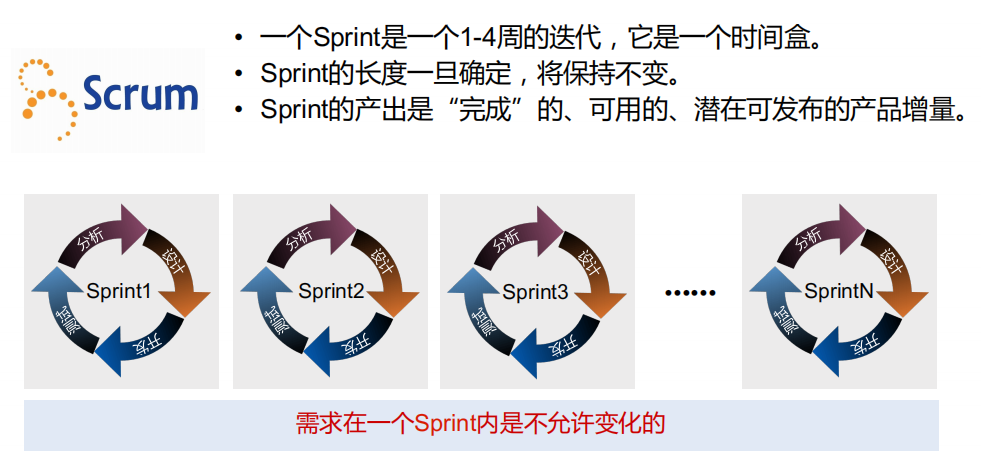 Scrum
• 一个Sprint是一个1-4周的迭代，它是一个时间盒。
• Sprint的长度一旦确定，将保持不变。
• Sprint的产出是“完成”的、可用的、潜在可发布的产品增量。
分析
设计
开发
测试
Sprint1
分析
设计
开发
测试
Sprint2
分析
设计
开发
测试
Sprint3
……
分析
设计
开发
测试
SprintN
需求在一个Sprint内是不允许变化的